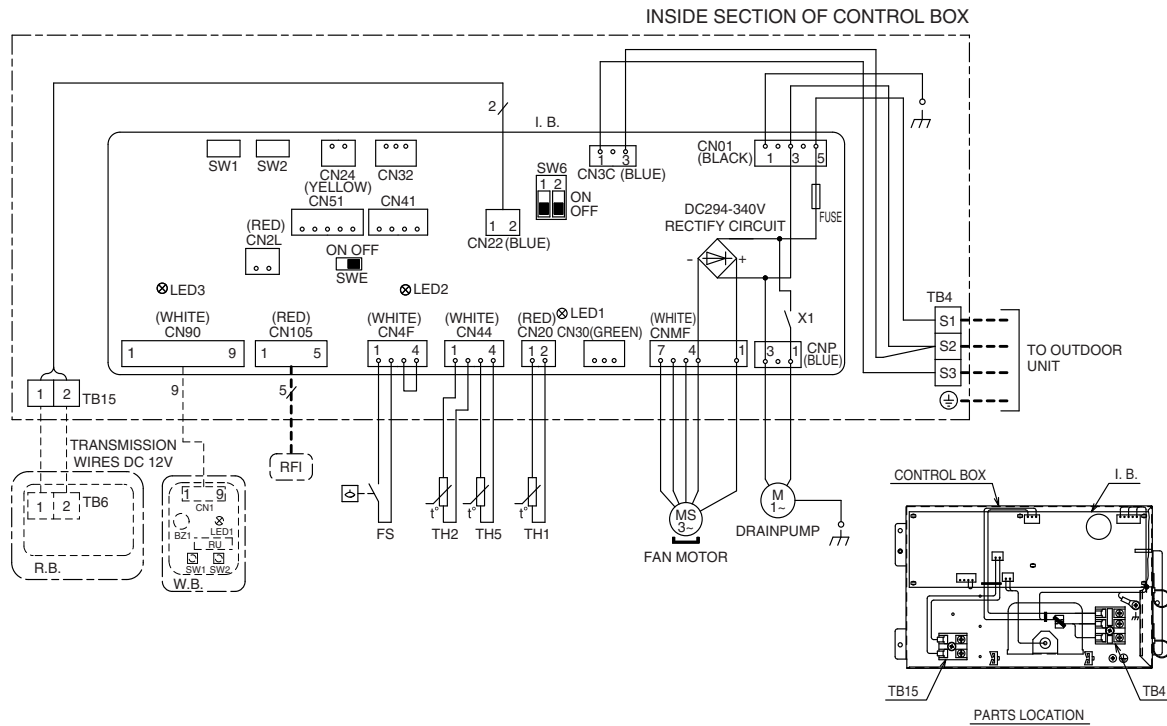 INSIDE SECTION OF CONTROL BOX
2
I. B.
SW1
SW2
CN24
(YELLOW)
CN32
CN51
CN41
(RED)
CN2L
ON OFF
SWE
1 2
CN22 (BLUE)
SW6
1 2
ON
OFF
1 3
CN3C (BLUE)
CN01
(BLACK)
1 3 5
FUSE
DC294-340V
RECTIFY CIRCUIT
- +
X1
LED3
LED2
LED1
(WHITE)
CN90
1 9
(RED)
CN105
1 5
(WHITE)
CN4F
1 4
(WHITE)
CN44
1 4
(RED)
CN20
1 2
CN30(GREEN)
(WHITE)
CNMF
7 4 1
3 1
CNP
(BLUE)
TB4
S1
S2
S3
TO OUTDOOR
UNIT
1 2
TB15
9
5
TRANSMISSION
WIRES DC 12V
RFI
1 2
TB6
R.B.
1 9
CN1
BZ1
LED1
RU
SW1 SW2
W.B.
FS
t°
TH2
t°
TH5
t°
TH1
MS
3~
FAN MOTOR
M
1~
DRAINPUMP
CONTROL BOX
I. B.
TB15
TB4
PARTS LOCATION